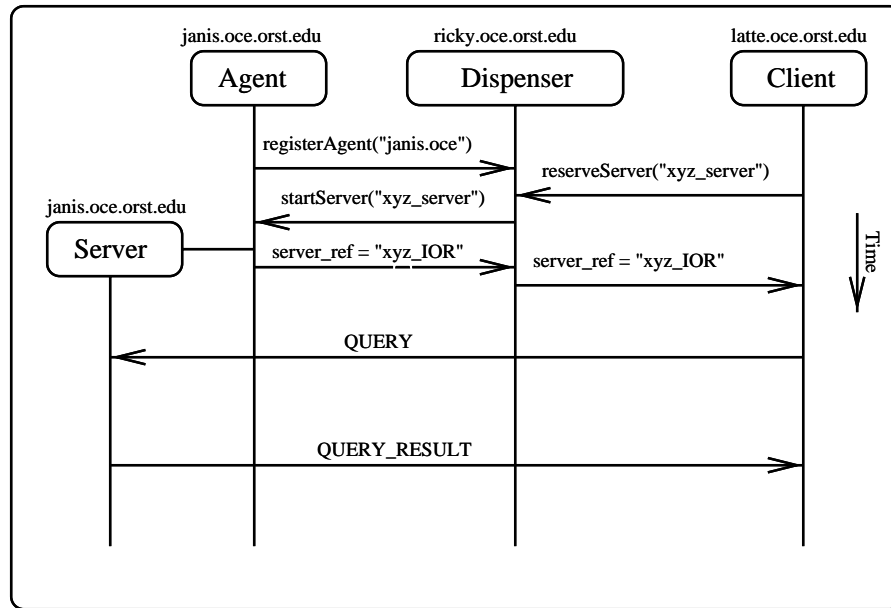 janis.oce.orst.edu
ricky.oce.orst.edu
latte.oce.orst.edu
Agent
Dispenser
Client
registerAgent("janis.oce")
reserveServer("xyz_server")
startServer("xyz_server")
janis.oce.orst.edu
Server
server_ref = "xyz_IOR"
server_ref = "xyz_IOR"
Time
QUERY
QUERY_RESULT